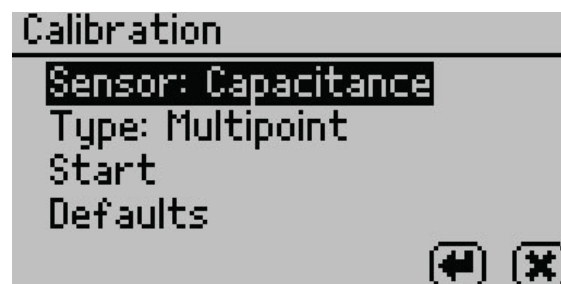 Calibration
Sensor: Capacitance
Type: Multipoint
Start
Defaults